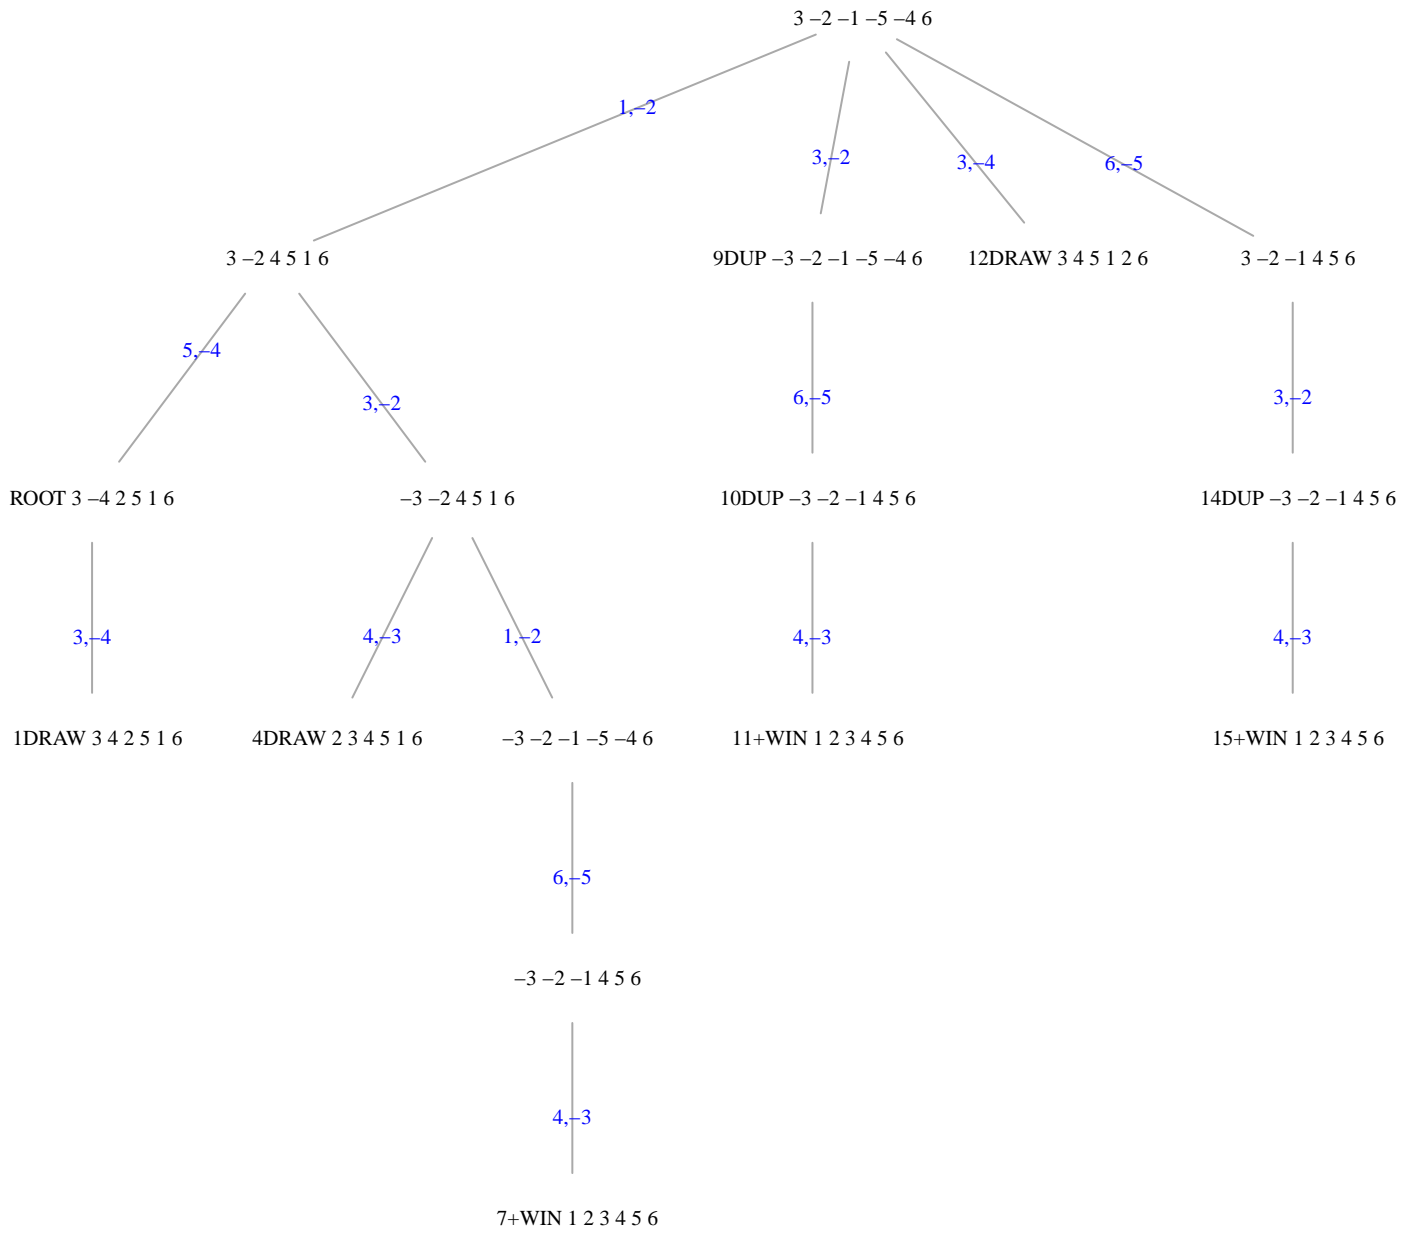 3 –2 –1 –5 –4 6
1,–2
3,–2
3,–4
6,–5
3 –2 4 5 1 6
9DUP –3 –2 –1 –5 –4 6
12DRAW 3 4 5 1 2 6
3 –2 –1 4 5 6
5,–4
3,–2
6,–5
3,–2
ROOT 3 –4 2 5 1 6
–3 –2 4 5 1 6
10DUP –3 –2 –1 4 5 6
14DUP –3 –2 –1 4 5 6
3,–4
4,–3
1,–2
4,–3
4,–3
1DRAW 3 4 2 5 1 6
4DRAW 2 3 4 5 1 6
–3 –2 –1 –5 –4 6
11+WIN 1 2 3 4 5 6
15+WIN 1 2 3 4 5 6
6,–5
–3 –2 –1 4 5 6
4,–3
7+WIN 1 2 3 4 5 6